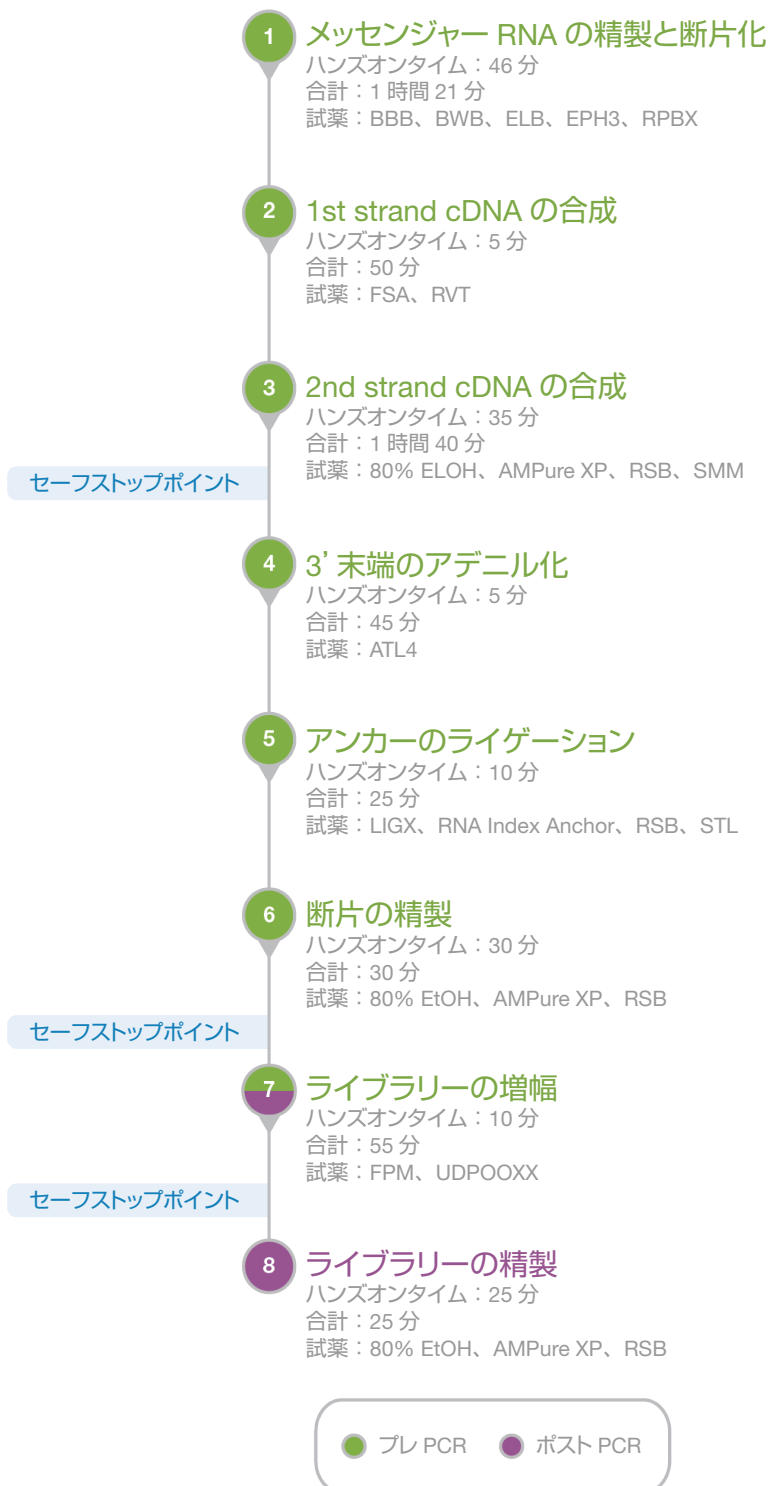 1 メッセンジャー RNA の精製と断片化
ハンズオンタイム：46 分
合計：1 時間 21 分
試薬：BBB、BWB、ELB、EPH3、RPBX
2 1st strand cDNA の合成
ハンズオンタイム：5 分
合計：50 分
試薬：FSA、RVT
3 2nd strand cDNA の合成
ハンズオンタイム：35 分
合計：1 時間 40 分
試薬：80% ELOH、AMPure XP、RSB、SMM
セーフストップポイント
4 3’末端のアデニル化
ハンズオンタイム：5 分
合計：45 分
試薬：ATL4
5 アンカーのライゲーション
ハンズオンタイム：10 分
合計：25 分
試薬：LIGX、RNA Index Anchor、RSB、STL
6 断片の精製
ハンズオンタイム：30 分
合計：30 分
試薬：80% EtOH、AMPure XP、RSB
セーフストップポイント
7 ライブラリーの増幅
ハンズオンタイム：10 分
合計：55 分
試薬：FPM、UDPOOXX
セーフストップポイント
8 ライブラリーの精製
ハンズオンタイム：25 分
合計：25 分
試薬：80% EtOH、AMPure XP、RSB
プレ PCR ポスト PCR